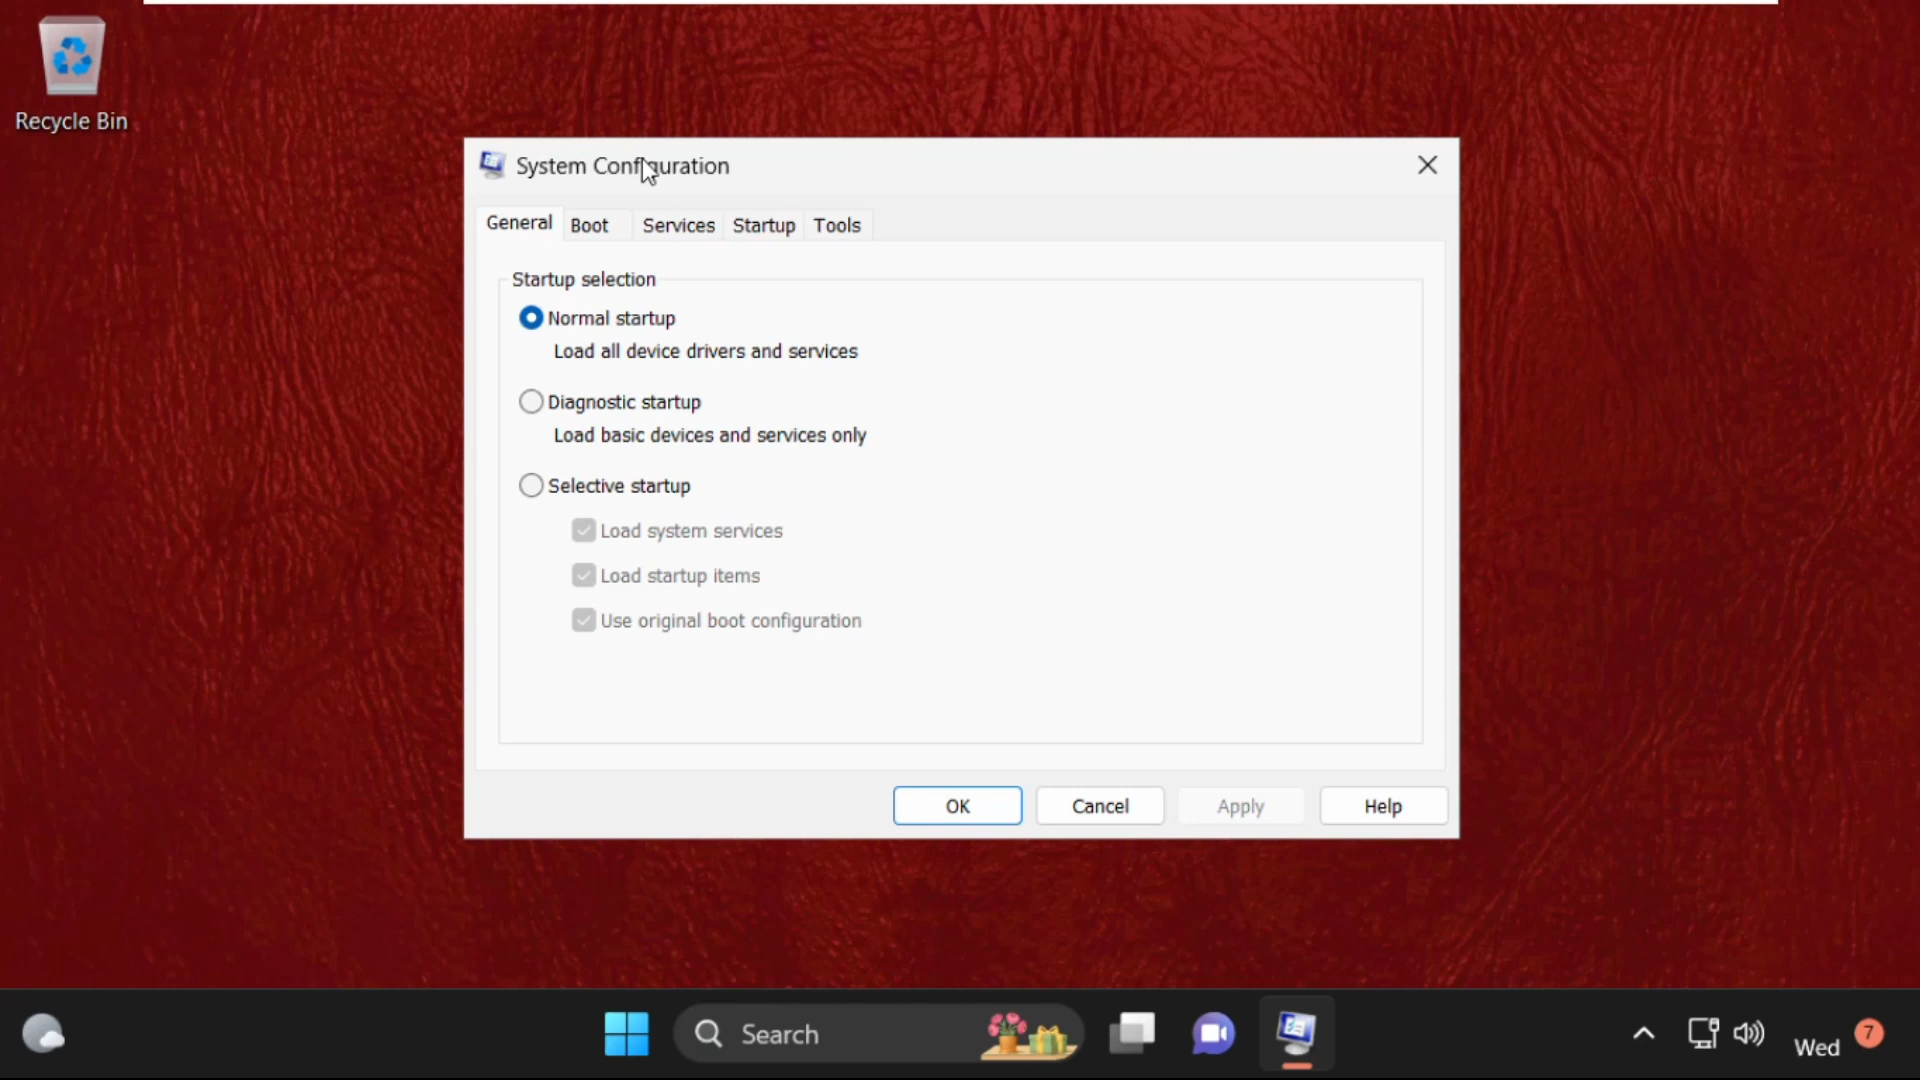 Recycle Bin
System Configuration
General Boot Services Startup Tools
Startup selection
Normal startup
Load all device drivers and services
Diagnostic startup
Load basic devices and services only
Selective startup
Load system services
Load startup items
Use original boot configuration
OK Cancel Apply Help
Search
Wed 7